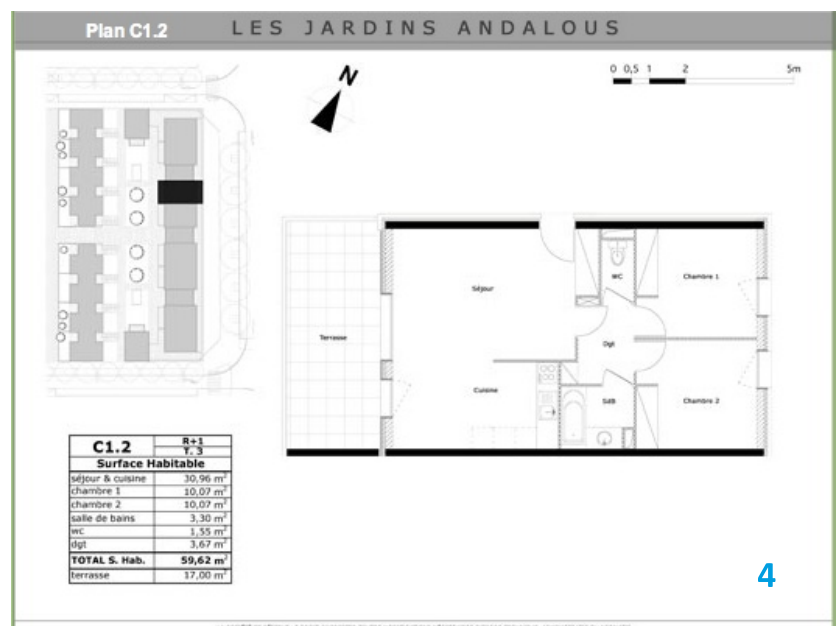 Plan C1.2 LES JARDINS ANDALOUS
N
0 0,5 1 2 5m
Séjour
WC
Chambre 1
Terrasse
Dgt
Cuisine
SdB
Chambre 2
C1.2 R+1
T. 3
Surface Habitable
séjour & cuisine 30,96 m²
chambre 1 10,07 m²
chambre 2 10,07 m²
salle de bains 3,30 m²
wc 1,55 m²
dgt 3,67 m²
TOTAL S. Hab. 59,62 m²
terrasse 17,00 m²
4